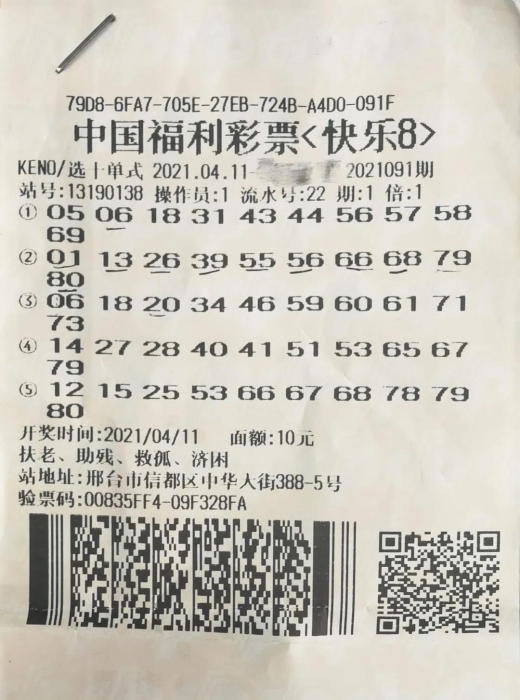 79D8-6FA7-705E-27EB-724B-A4D0-091F
中国福利彩票<快乐8>
KENO/选十单式 2021.04.11- 2021091期
站号:13190138 操作员:1 流水号:22 期:1 倍:1
① 05 06 18 31 43 44 56 57 58
69
② 01 13 26 39 55 56 66 68 79
80
③ 06 18 20 34 46 59 60 61 71
73
④ 14 27 28 40 41 51 53 65 67
79
⑤ 12 15 25 53 66 67 68 78 79
80
开奖时间:2021/04/11 面额:10元
扶老、助残、救孤、济困
站地址:邢台市信都区中华大街388-5号
验票码:00835FF4-09F328FA